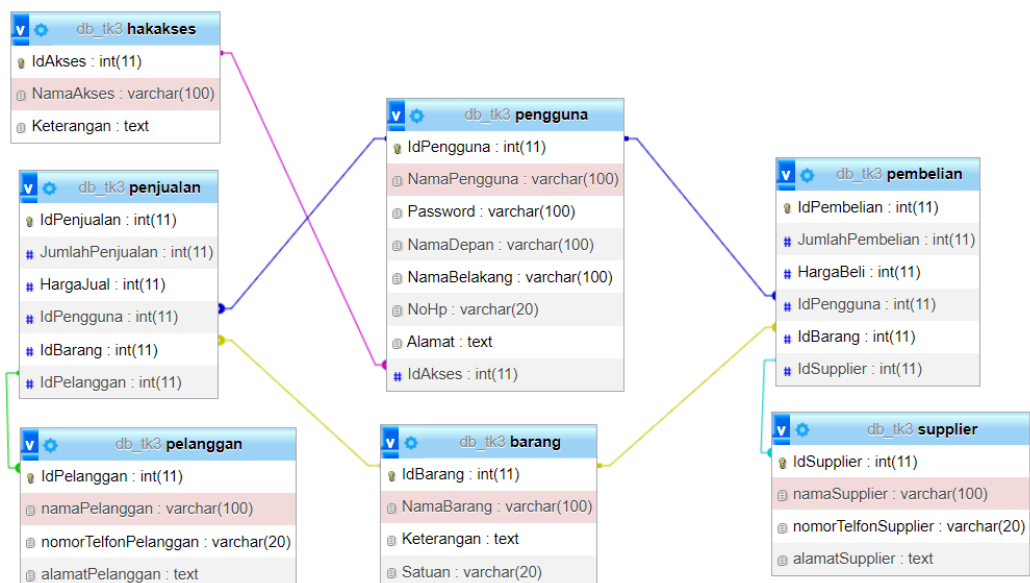 db_tk3 hakakses
IdAkses : int(11)
NamaAkses : varchar(100)
Keterangan : text
db_tk3 penjualan
IdPenjualan : int(11)
JumlahPenjualan : int(11)
HargaJual : int(11)
IdPengguna : int(11)
IdBarang : int(11)
IdPelanggan : int(11)
db_tk3 pelanggan
IdPelanggan : int(11)
namaPelanggan : varchar(100)
nomorTelfonPelanggan : varchar(20)
alamatPelanggan : text
db_tk3 pengguna
IdPengguna : int(11)
NamaPengguna : varchar(100)
Password : varchar(100)
NamaDepan : varchar(100)
NamaBelakang : varchar(100)
NoHp : varchar(20)
Alamat : text
IdAkses : int(11)
db_tk3 barang
IdBarang : int(11)
NamaBarang : varchar(100)
Keterangan : text
Satuan : varchar(20)
db_tk3 pembelian
IdPembelian : int(11)
JumlahPembelian : int(11)
HargaBeli : int(11)
IdPengguna : int(11)
IdBarang : int(11)
IdSupplier : int(11)
db_tk3 supplier
IdSupplier : int(11)
namaSupplier : varchar(100)
nomorTelfonSupplier : varchar(20)
alamatSupplier : text